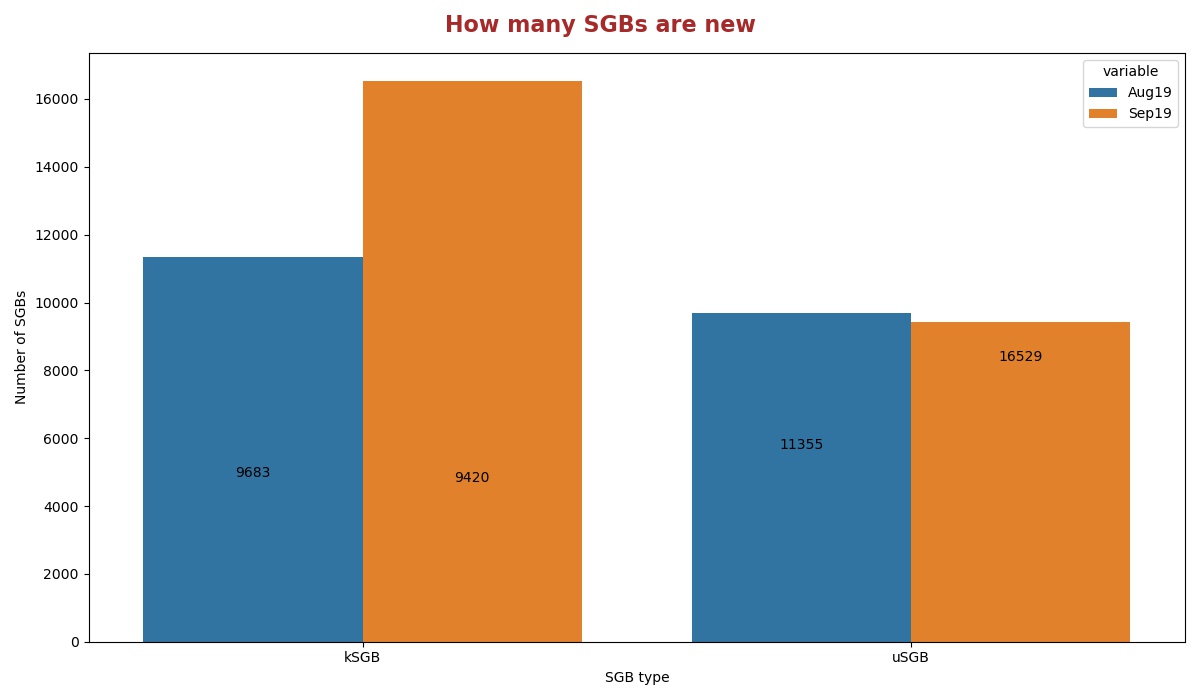 How many SGBs are new
variable
Aug19
Sep19
16000
14000
12000
10000
8000
6000
4000
2000
0
Number of SGBs
9683
9420
11355
16529
kSGB
uSGB
SGB type